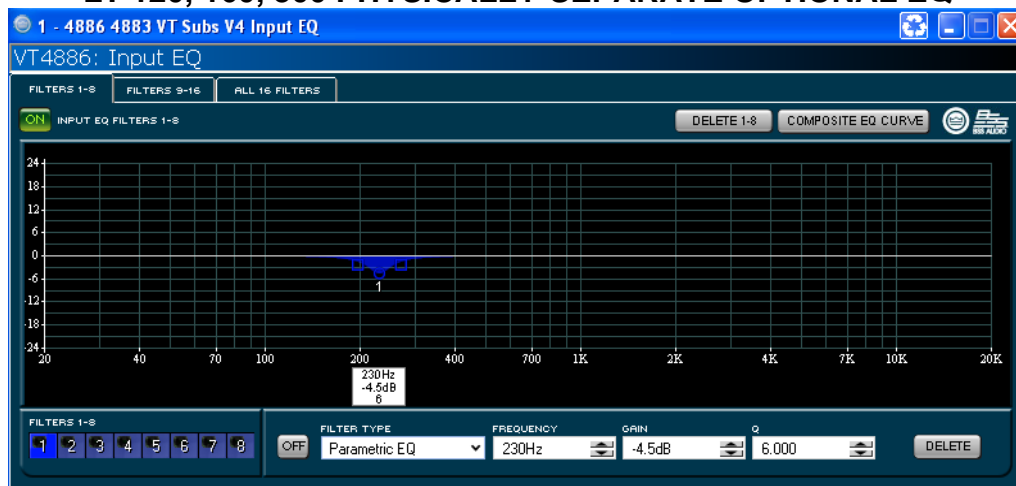 1 - 4886 4883 VT Subs V4 Input EQ
VT4886: Input EQ
FILTERS 1-8 FILTERS 9-16 ALL 16 FILTERS
ON INPUT EQ FILTERS 1-8 DELETE 1-8 COMPOSITE EQ CURVE BSS AUDIO
24
18
12
6
0
-6
-12
-18
-24
1
20 40 70 100 200 400 700 1K 2K 4K 7K 10K 20K
230Hz
-4.5dB
6
FILTERS 1-8
1 2 3 4 5 6 7 8
OFF
FILTER TYPE FREQUENCY GAIN Q
Parametric EQ 230Hz -4.5dB 6.000 DELETE